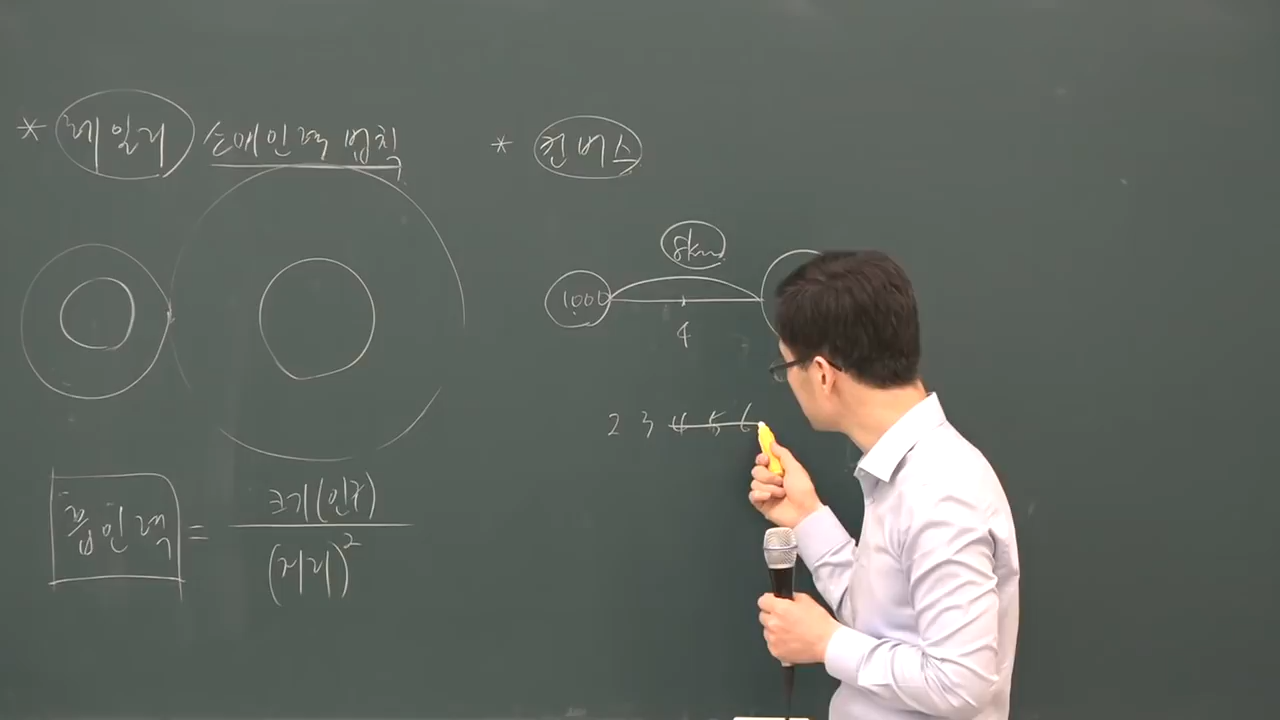 * 레일리 소매인력 법칙
흡인력 = 크기(인구)
(거리)²
* 컨버스
8km
1000
4
2 3 4 5 6